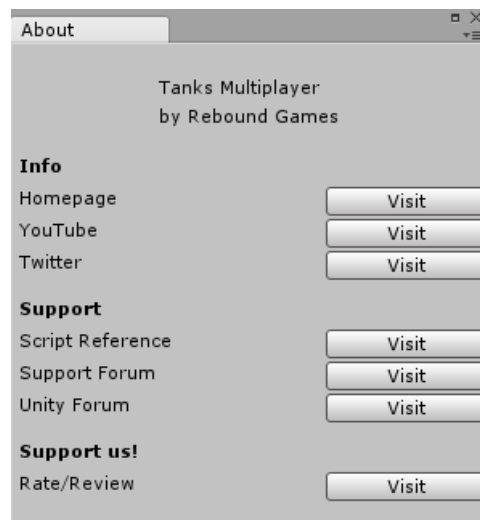 About
Tanks Multiplayer
by Rebound Games
Info
Homepage Visit
YouTube Visit
Twitter Visit
Support
Script Reference Visit
Support Forum Visit
Unity Forum Visit
Support us!
Rate/Review Visit